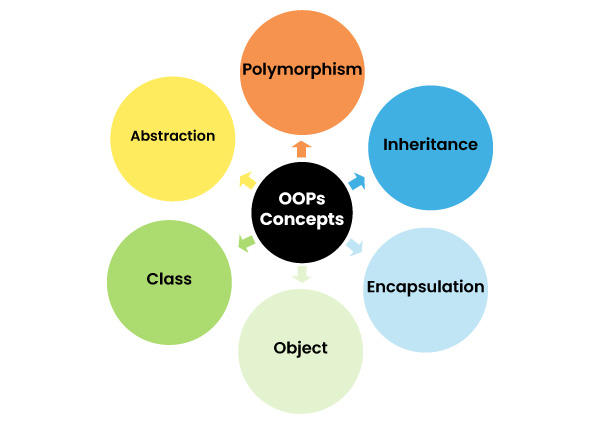 Polymorphism
Abstraction
Inheritance
OOPs
Concepts
Class
Encapsulation
Object